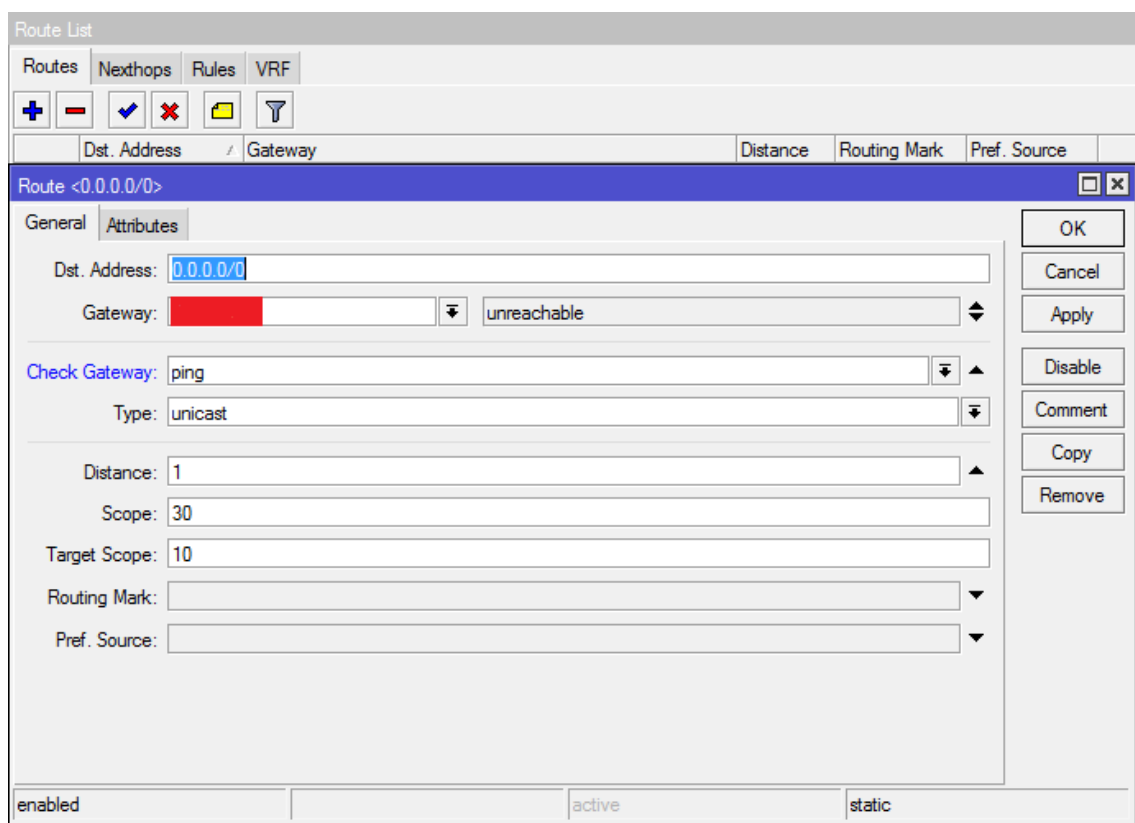 Route List
Routes Nexthops Rules VRF
Dst. Address Gateway Distance Routing Mark Pref. Source
Route <0.0.0.0/0>
General Attributes
OK
Dst. Address: 0.0.0.0/0
Cancel
Gateway: unreachable
Apply
Check Gateway: ping
Disable
Type: unicast
Comment
Copy
Distance: 1
Remove
Scope: 30
Target Scope: 10
Routing Mark:
Pref. Source:
enabled active static